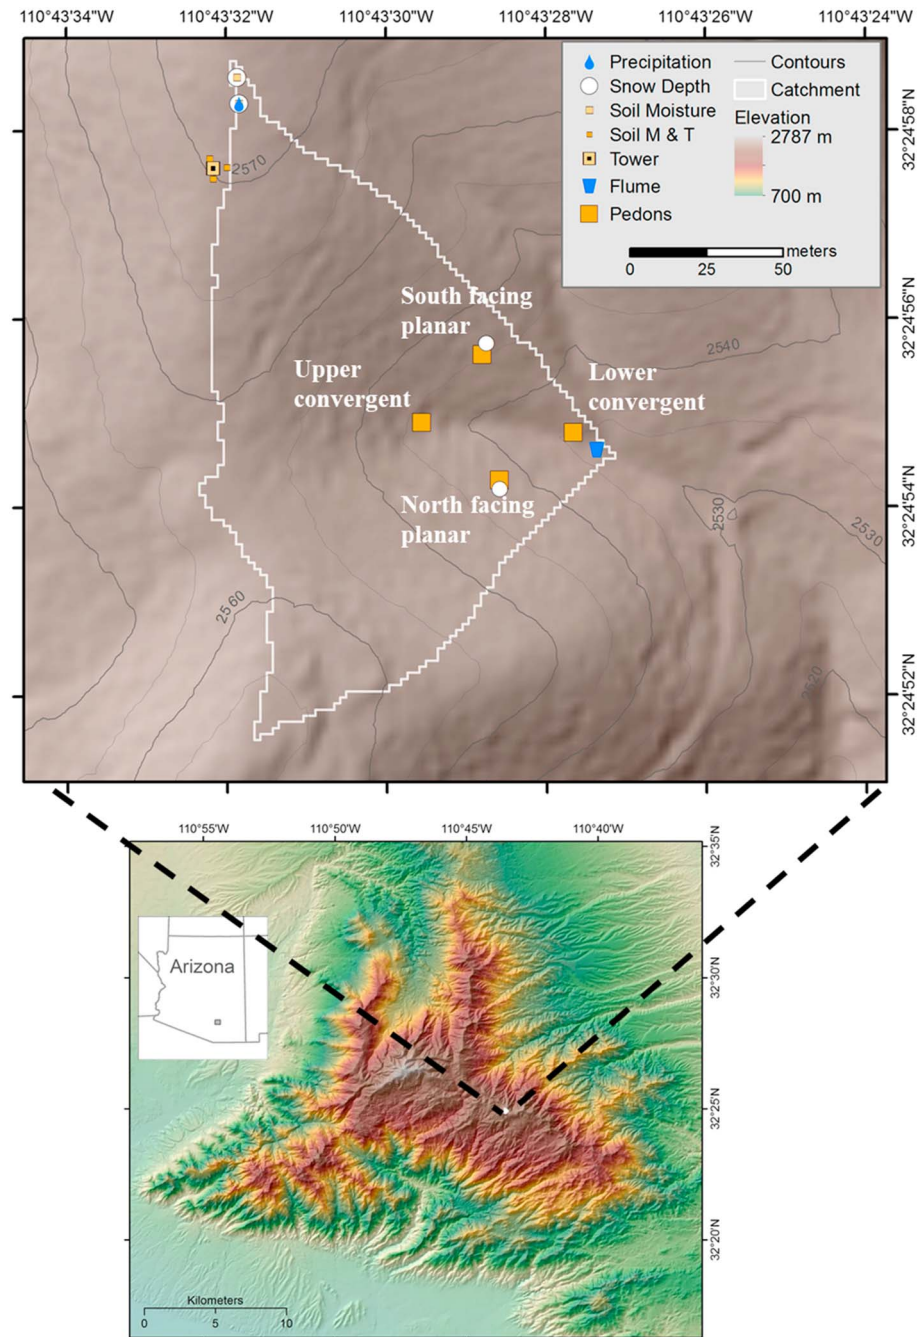 110°43'34"W 110°43'32"W 110°43'30"W 110°43'28"W 110°43'26"W 110°43'24"W
Precipitation
Snow Depth
Soil Moisture
Soil M & T
Tower
Flume
Pedons
Contours
Catchment
Elevation
2787 m
700 m
meters
0 25 50
32°24'58"N
2570
South facing
planar
32°24'56"N
2540
Upper
convergent
Lower
convergent
North facing
planar
32°24'54"N
2530
2530
2560
32°24'52"N
2520
110°55'W 110°50'W 110°45'W 110°40'W
32°35'N
Arizona
32°30'N
32°25'N
32°20'N
Kilometers
0 5 10